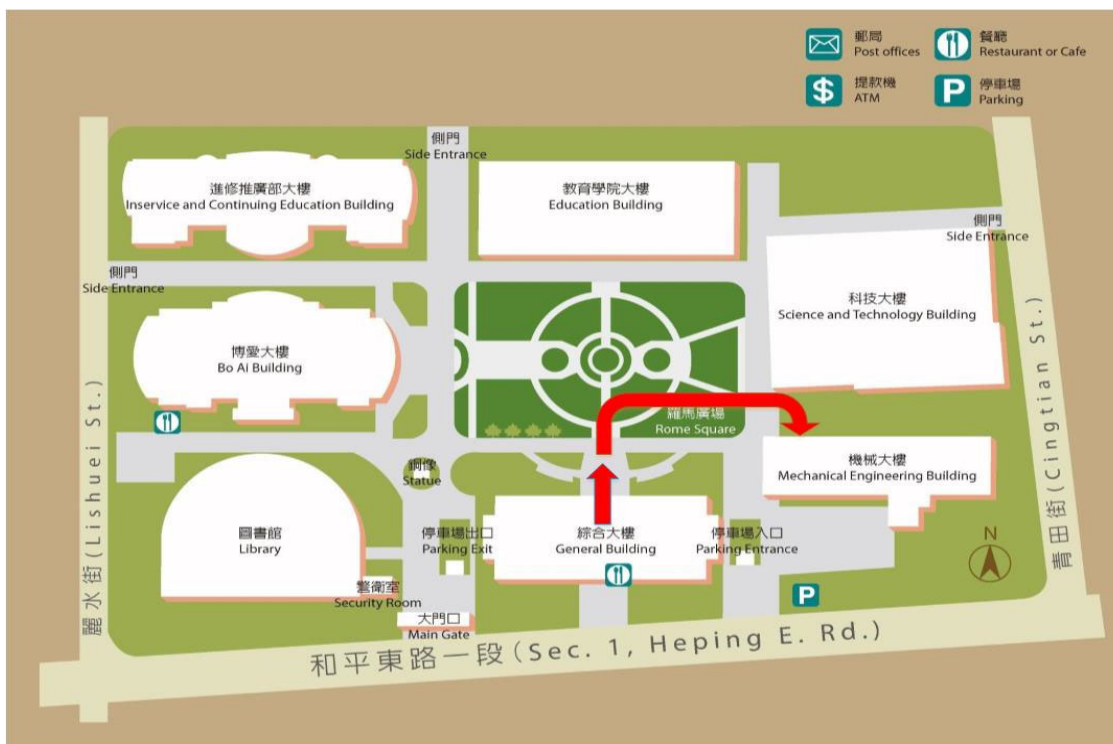 郵局
Post offices
餐廳
Restaurant or Cafe
$ 提款機
ATM
P 停車場
Parking
側門
Side Entrance
進修推廣部大樓
Inservice and Continuing Education Building
教育學院大樓
Education Building
側門
Side Entrance
側門
Side Entrance
科技大樓
Science and Technology Building
博愛大樓
Bo Ai Building
羅馬廣場
Rome Square
銅像
Statue
機械大樓
Mechanical Engineering Building
圖書館
Library
停車場出口
Parking Exit
綜合大樓
General Building
停車場入口
Parking Entrance
N
警衛室
Security Room
P
大門口
Main Gate
麗水街(Lishuei St.)
青田街(Cingtian St.)
和平東路一段(Sec. 1, Heping E. Rd.)